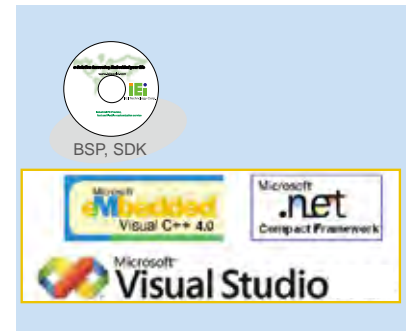 iEi
BSP, SDK
Microsoft
eMbedded
Visual C++ 4.0
Microsoft
.net
Compact Framework
Microsoft
Visual Studio